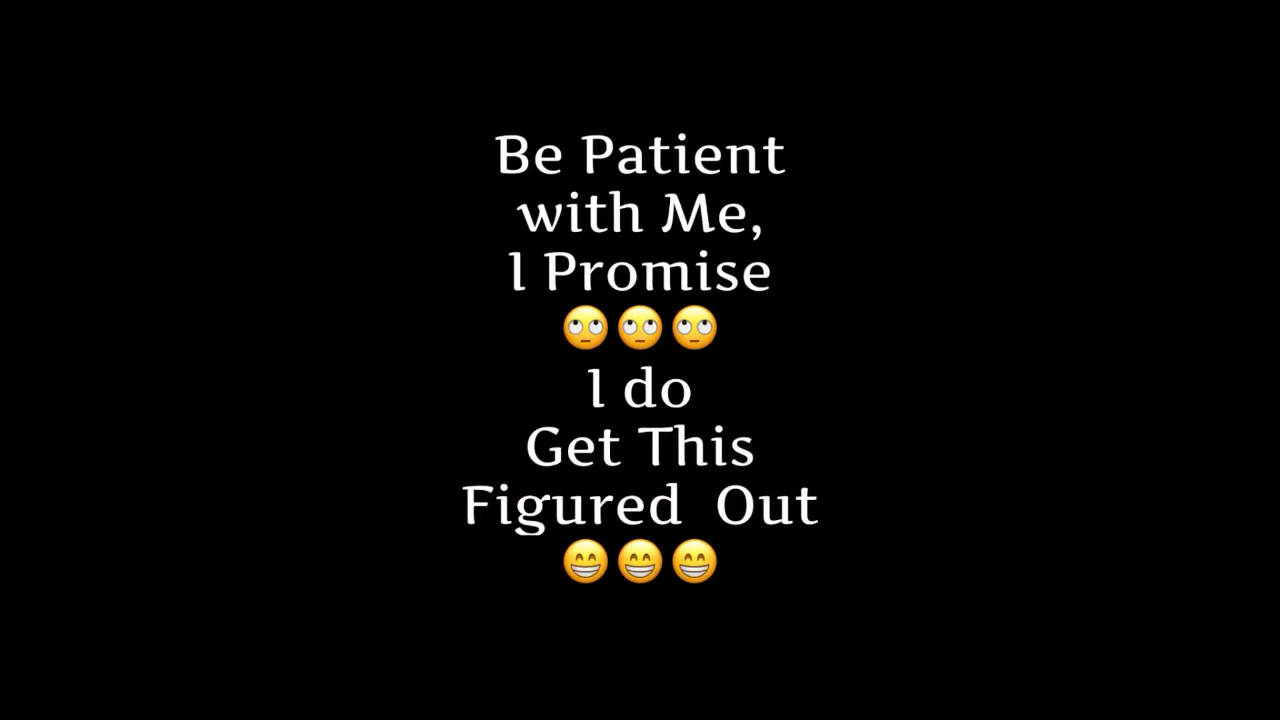 Be Patient
with Me,
I Promise
🙄🙄🙄
I do
Get This
Figured  Out
😁😁😁